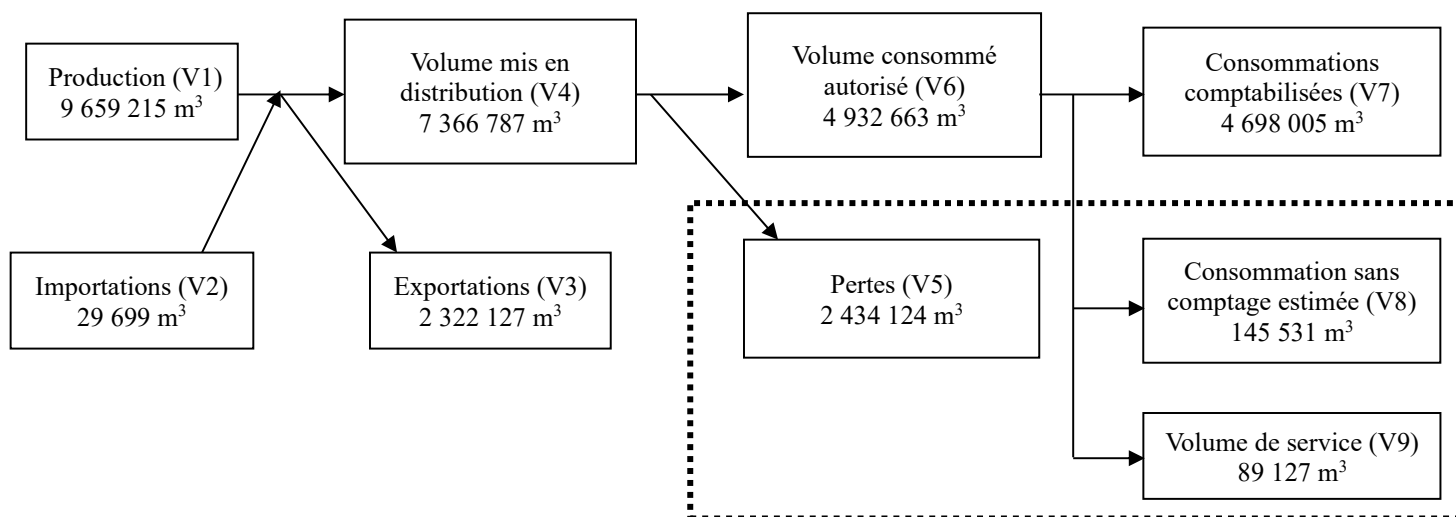 Production (V1)
9 659 215 m³
Volume mis en
distribution (V4)
7 366 787 m³
Volume consommé
autorisé (V6)
4 932 663 m³
Consommations
comptabilisées (V7)
4 698 005 m³
Importations (V2)
29 699 m³
Exportations (V3)
2 322 127 m³
Pertes (V5)
2 434 124 m³
Consommation sans
comptage estimée (V8)
145 531 m³
Volume de service (V9)
89 127 m³